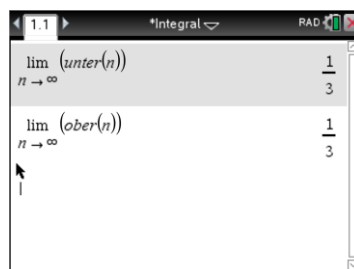 1.1 *Integral RAD
lim (unter(n)) 1/3
n→∞
lim (ober(n)) 1/3
n→∞